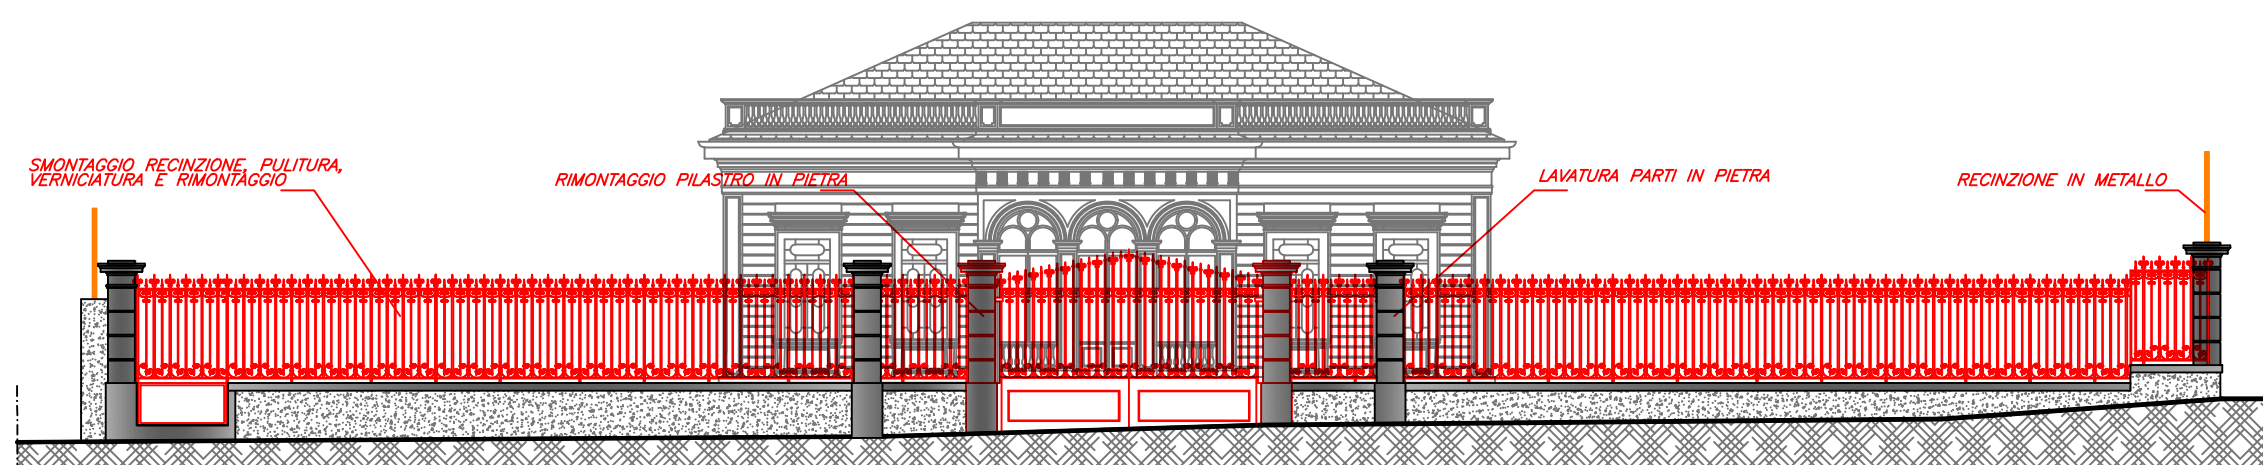 SMONTAGGIO RECINZIONE, PULITURA,
VERNICIATURA E RIMONTAGGIO
RIMONTAGGIO PILASTRO IN PIETRA
LAVATURA PARTI IN PIETRA
RECINZIONE IN METALLO